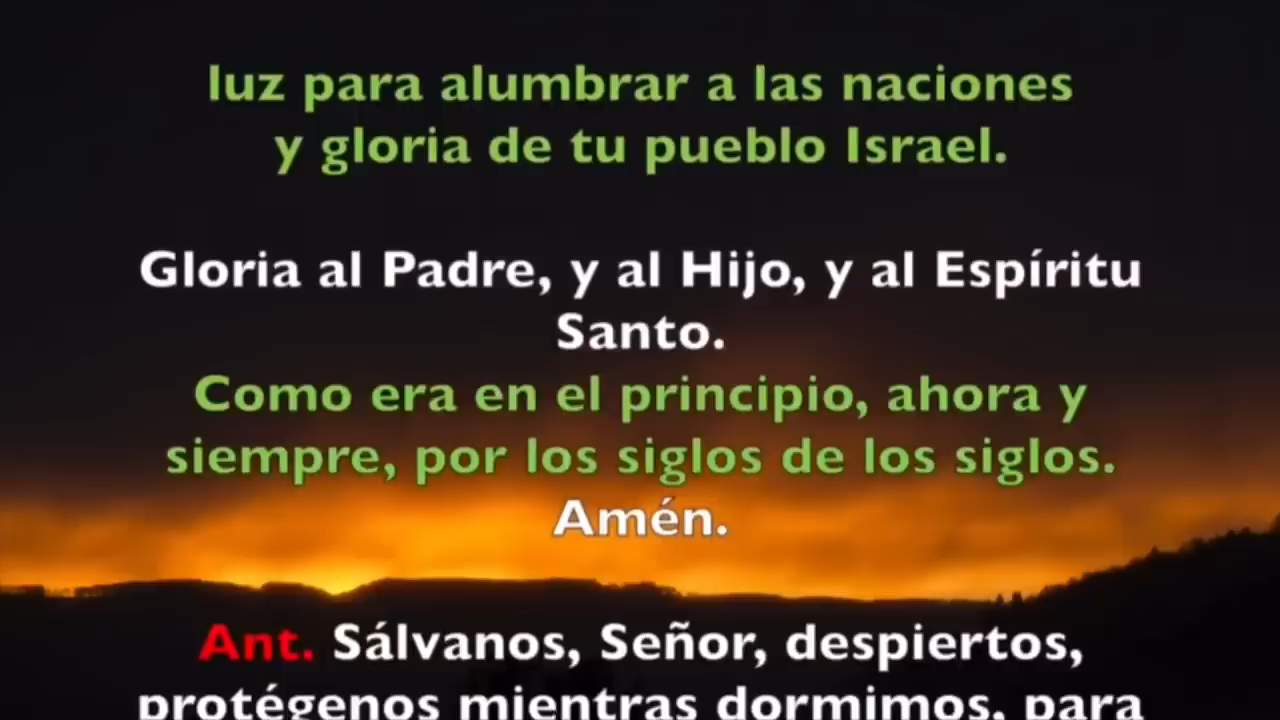 luz para alumbrar a las naciones
y gloria de tu pueblo Israel.
Gloria al Padre, y al Hijo, y al Espíritu
Santo.
Como era en el principio, ahora y
siempre, por los siglos de los siglos.
Amén.
Ant. Sálvanos, Señor, despiertos,
protégenos mientras dormimos, para